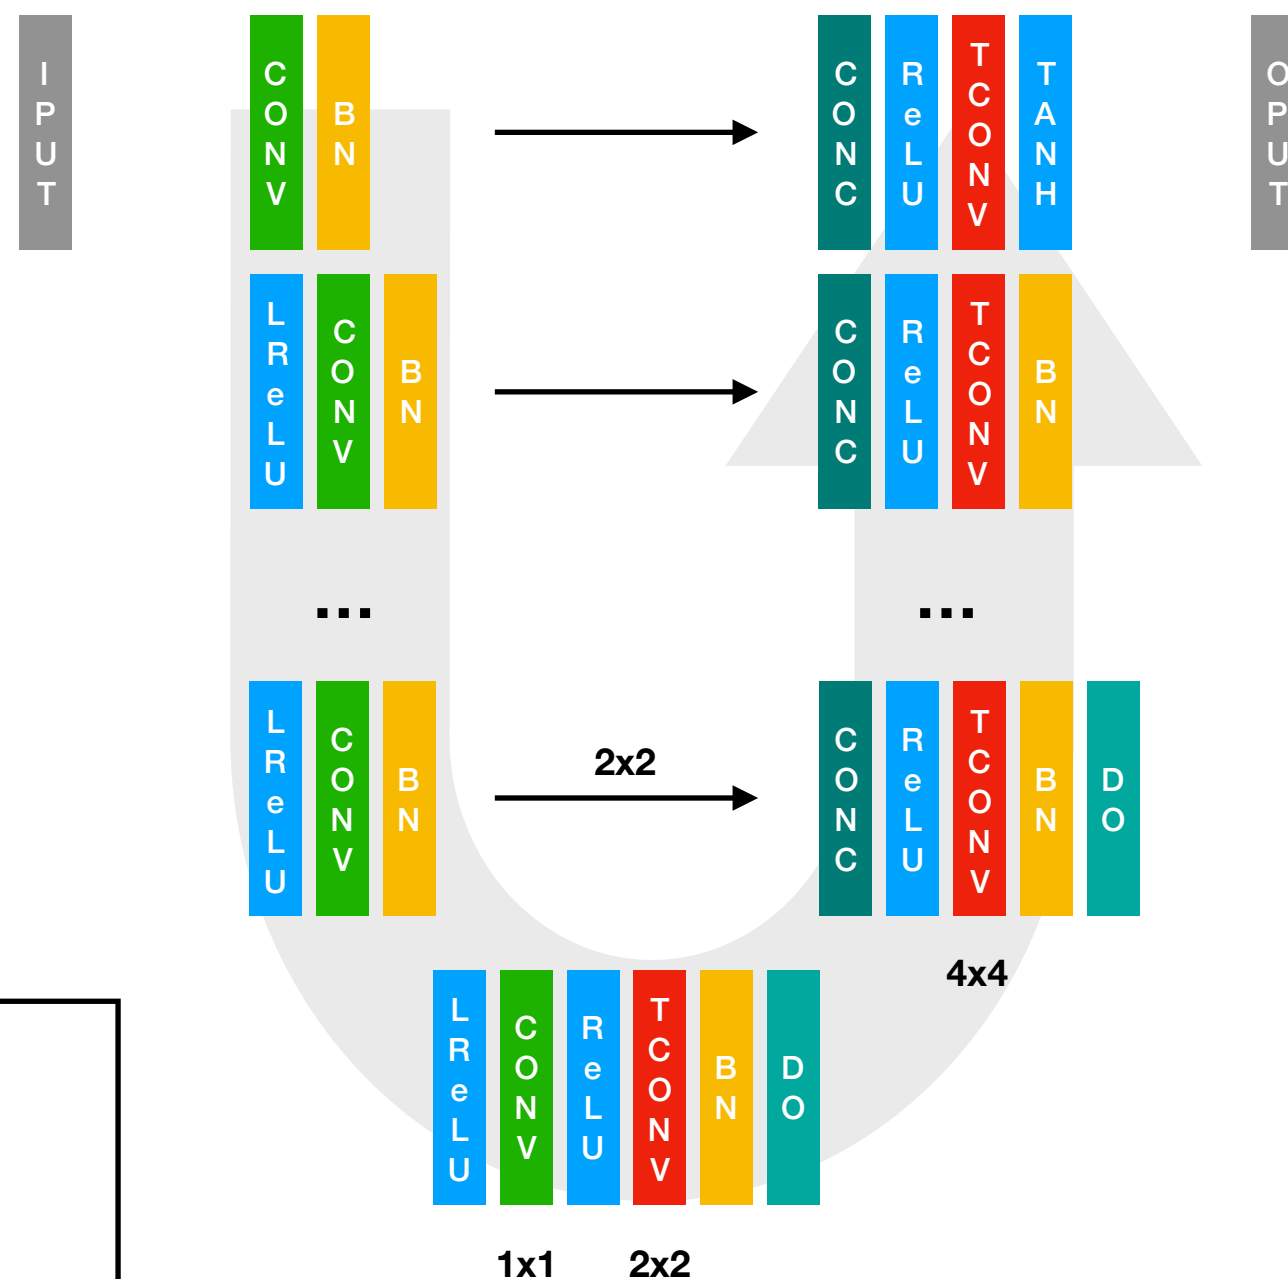 IPUT
CONV
BN
CONC
ReLU
TCONV
TANH
OPUT
LReLU
CONV
BN
CONC
ReLU
TCONV
BN
...
...
LReLU
CONV
BN
2x2
CONC
ReLU
TCONV
BN
DO
4x4
LReLU
CONV
ReLU
TCONV
BN
DO
1x1
2x2